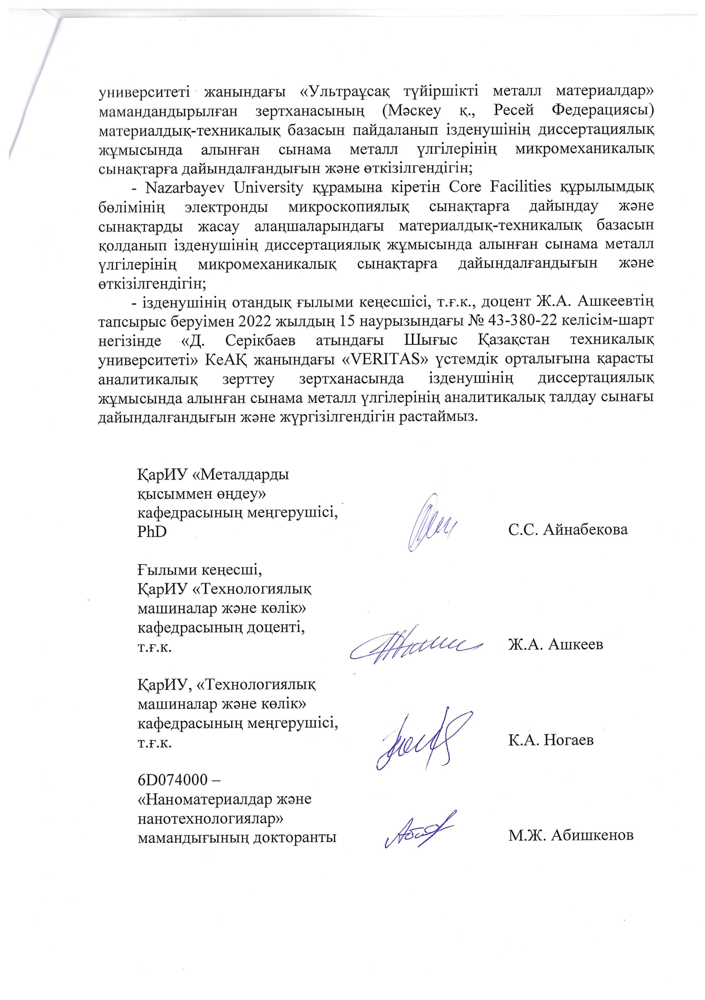 университеті жанындағы «Ультраұсақ түйіршікті металл материалдар»
мамандандырылған зертханасының (Мәскеу қ., Ресей Федерациясы)
материалдық-техникалық базасын пайдаланып ізденушінің диссертациялық
жұмысында алынған сынама металл үлгілерінің микромеханикалық
сынақтарға дайындалғандығын және өткізілгендігін;
- Nazarbayev University құрамына кіретін Core Facilities құрылымдық
бөлімінің электронды микроскопиялық сынақтарға дайындау және
сынақтарды жасау алаңшаларындағы материалдық-техникалық базасын
қолданып ізденушінің диссертациялық жұмысында алынған сынама металл
үлгілерінің микромеханикалық сынақтарға дайындалғандығын және
өткізілгендігін;
- ізденушінің отандық ғылыми кеңесшісі, т.ғ.к., доцент Ж.А. Ашкеевтің
тапсырыс беруімен 2022 жылдың 15 наурызындағы № 43-380-22 келісім-шарт
негізінде «Д. Серікбаев атындағы Шығыс Қазақстан техникалық
университеті» КеАҚ жанындағы «VERITAS» үстемдік орталығына қарасты
аналитикалық зерттеу зертханасында ізденушінің диссертациялық
жұмысында алынған сынама металл үлгілерінің аналитикалық талдау сынағы
дайындалғандығын және жүргізілгендігін растаймыз.
ҚарИУ «Металдарды
қысыммен өңдеу»
кафедрасының меңгерушісі,
PhD С.С. Айнабекова
Ғылыми кеңесші,
ҚарИУ «Технологиялық
машиналар және көлік»
кафедрасының доценті,
т.ғ.к. Ж.А. Ашкеев
ҚарИУ, «Технологиялық
машиналар және көлік»
кафедрасының меңгерушісі,
т.ғ.к. К.А. Ногаев
6D074000 –
«Наноматериалдар және
нанотехнологиялар»
мамандығының докторанты М.Ж. Абишкенов